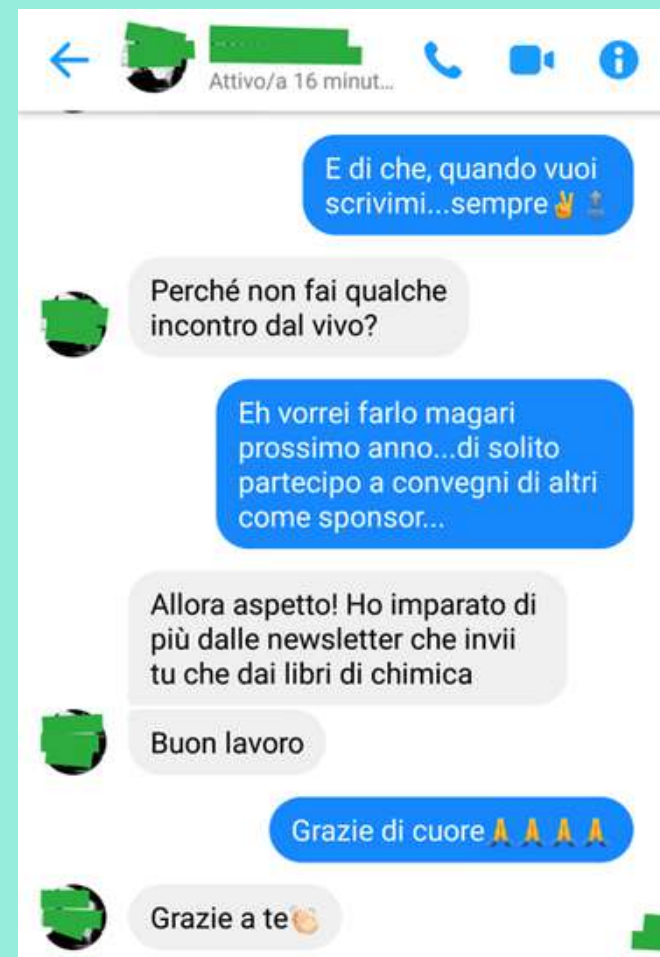 Attivo/a 16 minut...
E di che, quando vuoi
scrivimi...sempre✌️
Perché non fai qualche
incontro dal vivo?
Eh vorrei farlo magari
prossimo anno...di solito
partecipo a convegni di altri
come sponsor...
Allora aspetto! Ho imparato di
più dalle newsletter che invii
tu che dai libri di chimica
Buon lavoro
Grazie di cuore🙏🙏🙏🙏
Grazie a te👏🏻